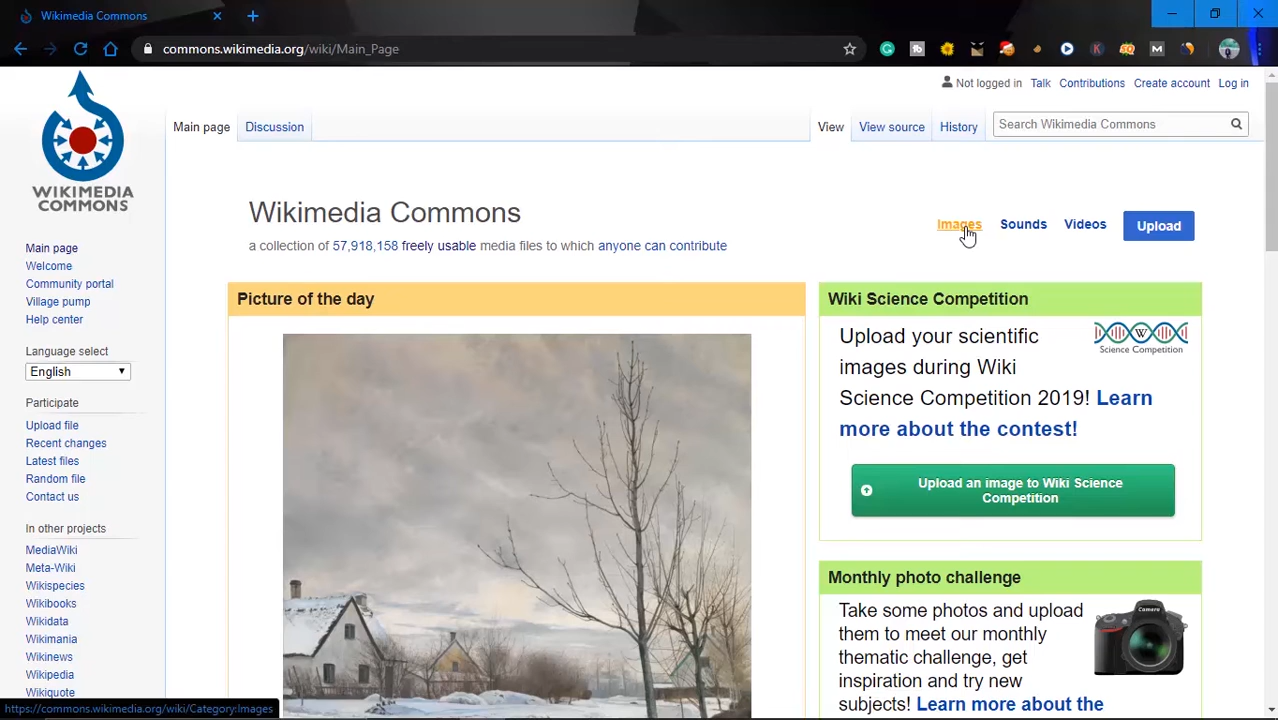 Wikimedia Commons
commons.wikimedia.org/wiki/Main_Page
Not logged in Talk Contributions Create account Log in
Main page Discussion View View source History Search Wikimedia Commons
WIKIMEDIA
COMMONS
Wikimedia Commons
a collection of 57,918,158 freely usable media files to which anyone can contribute
Images Sounds Videos Upload
Main page
Welcome
Community portal
Village pump
Help center
Language select
English
Participate
Upload file
Recent changes
Latest files
Random file
Contact us
In other projects
MediaWiki
Meta-Wiki
Wikispecies
Wikibooks
Wikidata
Wikimania
Wikinews
Wikipedia
Wikiquote
https://commons.wikimedia.org/wiki/Category:Images
Picture of the day
Wiki Science Competition
Upload your scientific
images during Wiki
Science Competition 2019! Learn
more about the contest!
W
Science Competition
Upload an image to Wiki Science
Competition
Monthly photo challenge
Take some photos and upload
them to meet our monthly
thematic challenge, get
inspiration and try new
subjects! Learn more about the
Camera